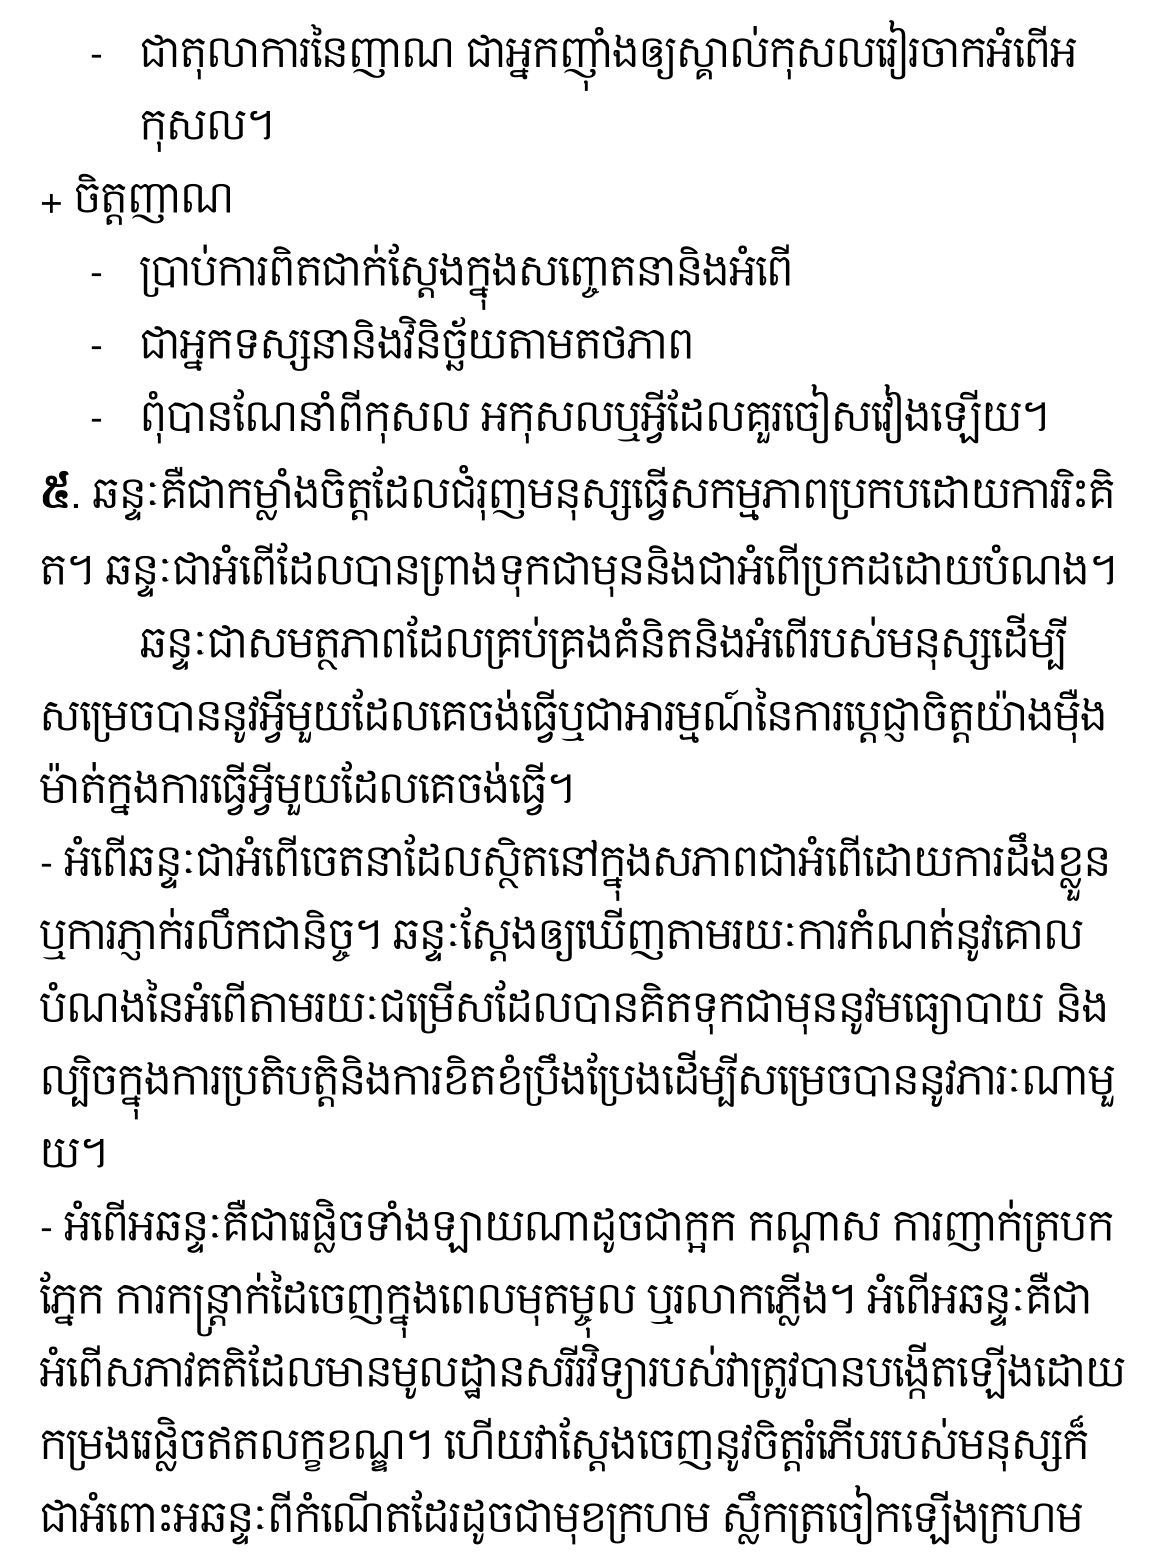 - ជាតុលាការនៃញាណ ជាអ្នកញ៉ាំងឲ្យស្គាល់កុសលវៀរចាកអំពើអ
កុសល។
+ ចិត្តញាណ
- ប្រាប់ការពិតជាក់ស្តែងក្នុងសញ្ចេតនានិងអំពើ
- ជាអ្នកទស្សនានិងវិនិច្ឆ័យតាមតថភាព
- ពុំបានណែនាំពីកុសល អកុសលឬអ្វីដែលគួរចៀសវៀងឡើយ។
៥. ឆន្ទៈគឺជាកម្លាំងចិត្តដែលជំរុញមនុស្សធ្វើសកម្មភាពប្រកបដោយការរិះគិ
ត។ ឆន្ទៈជាអំពើដែលបានព្រាងទុកជាមុននិងជាអំពើប្រកដដោយបំណង។
ឆន្ទៈជាសមត្ថភាពដែលគ្រប់គ្រងគំនិតនិងអំពើរបស់មនុស្សដើម្បី
សម្រេចបាននូវអ្វីមួយដែលគេចង់ធ្វើឬជាអារម្មណ៍នៃការប្តេជ្ញាចិត្តយ៉ាងម៉ឺង
ម៉ាត់ក្នងការធ្វើអ្វីមួយដែលគេចង់ធ្វើ។
- អំពើឆន្ទៈជាអំពើចេតនាដែលស្ថិតនៅក្នុងសភាពជាអំពើដោយការដឹងខ្លួន
ឬការភ្ញាក់រលឹកជានិច្ច។ ឆន្ទៈស្តែងឲ្យឃើញតាមរយៈការកំណត់នូវគោល
បំណងនៃអំពើតាមរយៈជម្រើសដែលបានគិតទុកជាមុននូវមធ្យោបាយ និង
ល្បិចក្នុងការប្រតិបត្តិនិងការខិតខំប្រឹងប្រែងដើម្បីសម្រេចបាននូវភារៈណាមួ
យ។
- អំពើអឆន្ទៈគឺជារេផ្លិចទាំងឡាយណាដូចជាក្អក កណ្តាស ការញាក់ត្របក
ភ្នែក ការកន្ត្រាក់ដៃចេញក្នុងពេលមុតម្ជុល ឬរលាកភ្លើង។ អំពើអឆន្ទៈគឺជា
អំពើសភាវគតិដែលមានមូលដ្ឋានសរីរវិទ្យារបស់វាត្រូវបានបង្កើតឡើងដោយ
កម្រងរេផ្លិចឥតលក្ខខណ្ឌ។ ហើយវាស្តែងចេញនូវចិត្តរំភើបរបស់មនុស្សក៏
ជាអំពោះអឆន្ទៈពីកំណើតដែរដូចជាមុខក្រហម ស្លឹកត្រចៀកឡើងក្រហម